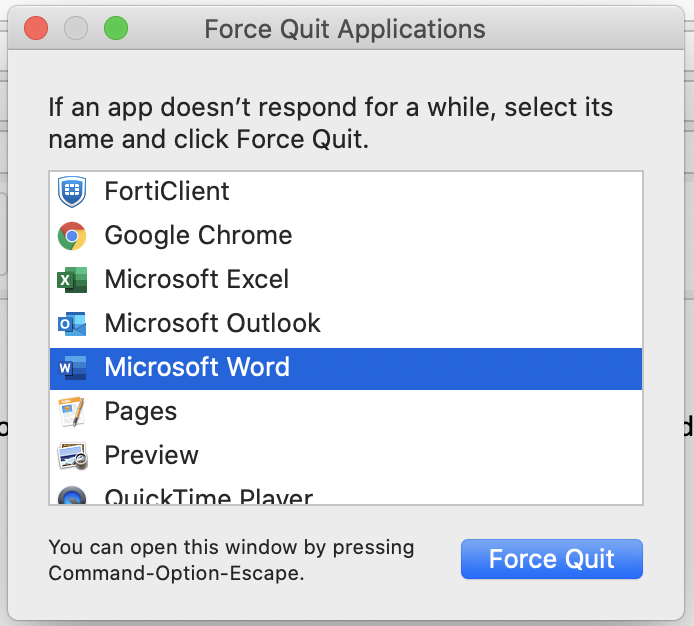 Force Quit Applications
If an app doesn’t respond for a while, select its
name and click Force Quit.
FortiClient
Google Chrome
Microsoft Excel
Microsoft Outlook
Microsoft Word
Pages
Preview
QuickTime Player
You can open this window by pressing
Command-Option-Escape.
Force Quit